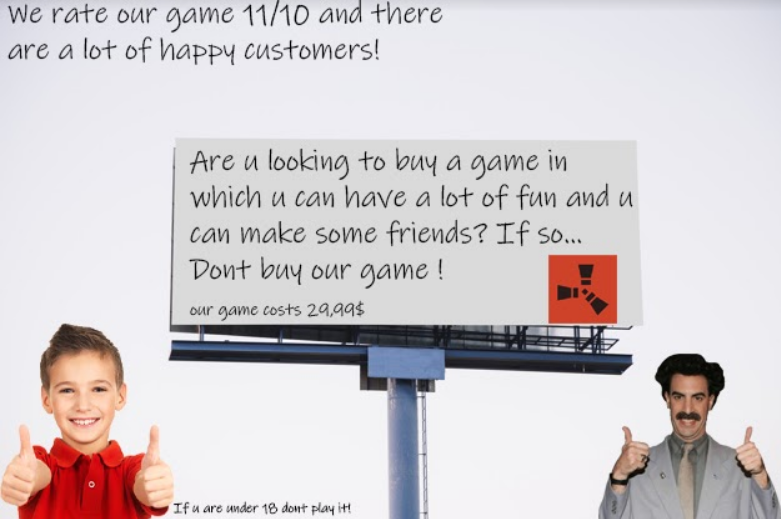 We rate our game 11/10 and there
are a lot of happy customers!
Are u looking to buy a game in
which u can have a lot of fun and u
can make some friends? If so...
Dont buy our game !
our game costs 29,99$
If u are under 18 dont play it!